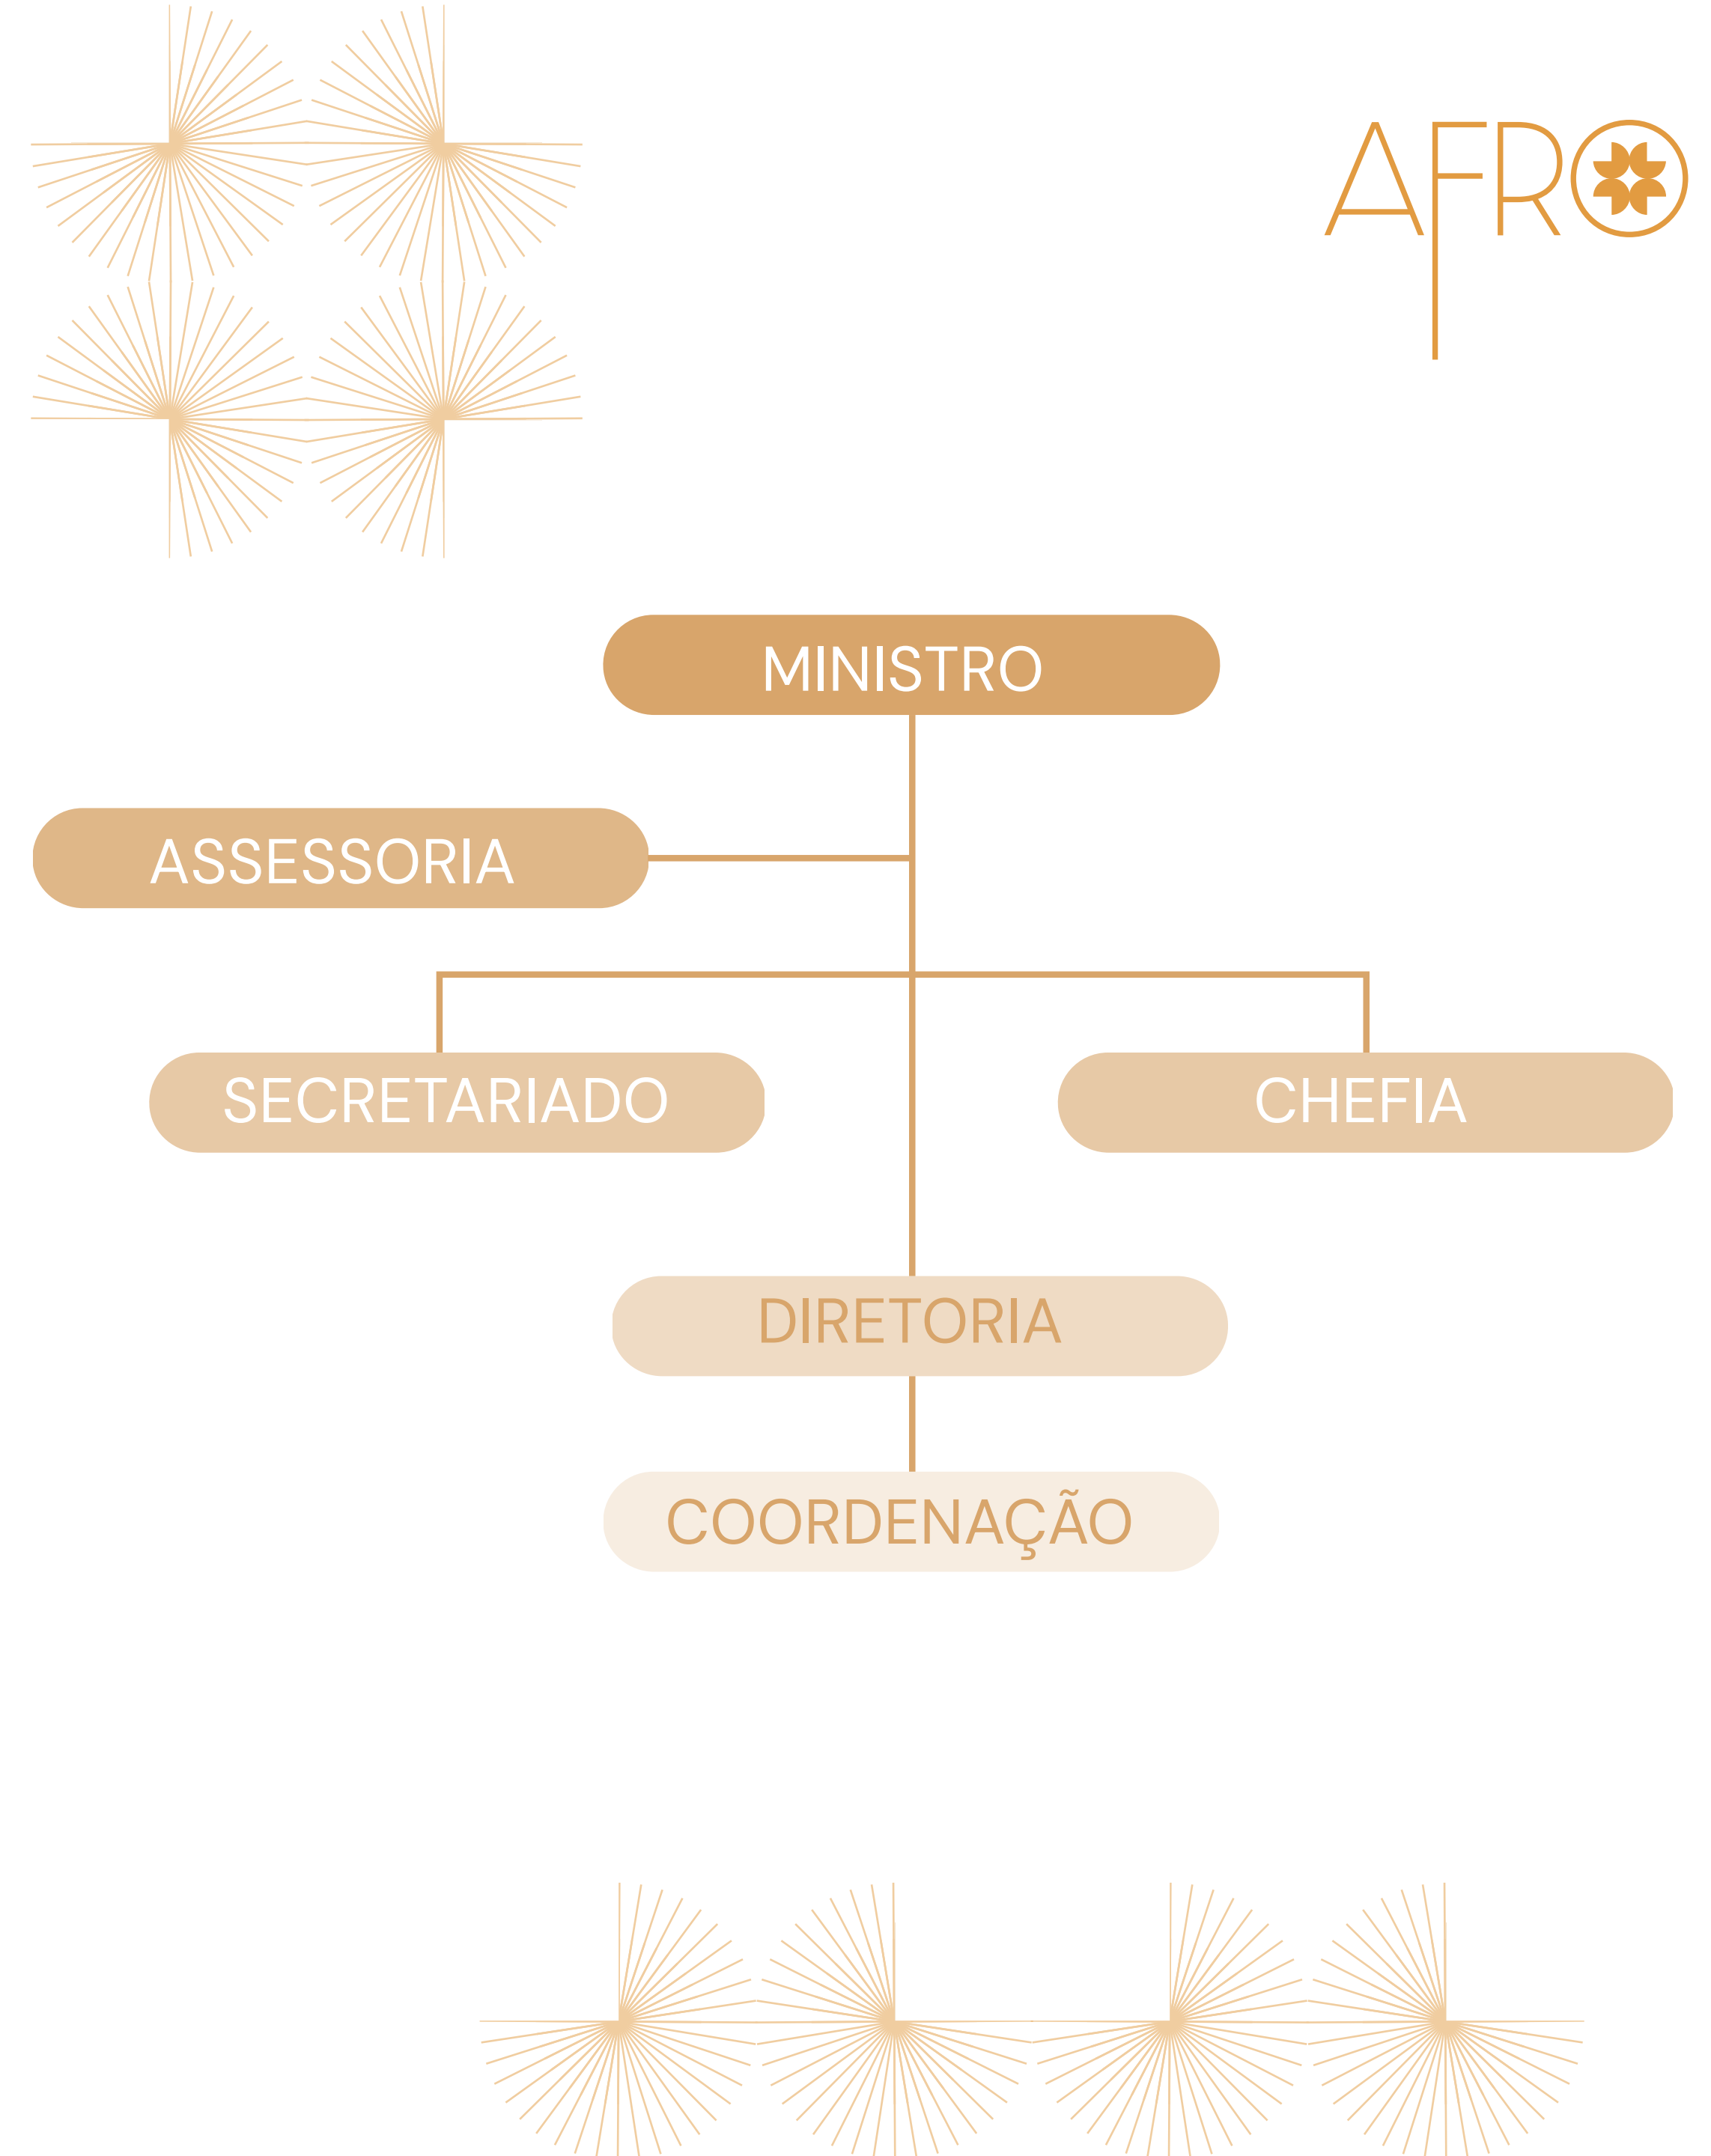 AFRO
MINISTRO
ASSESSORIA
SECRETARIADO
CHEFIA
DIRETORIA
COORDENAÇÃO